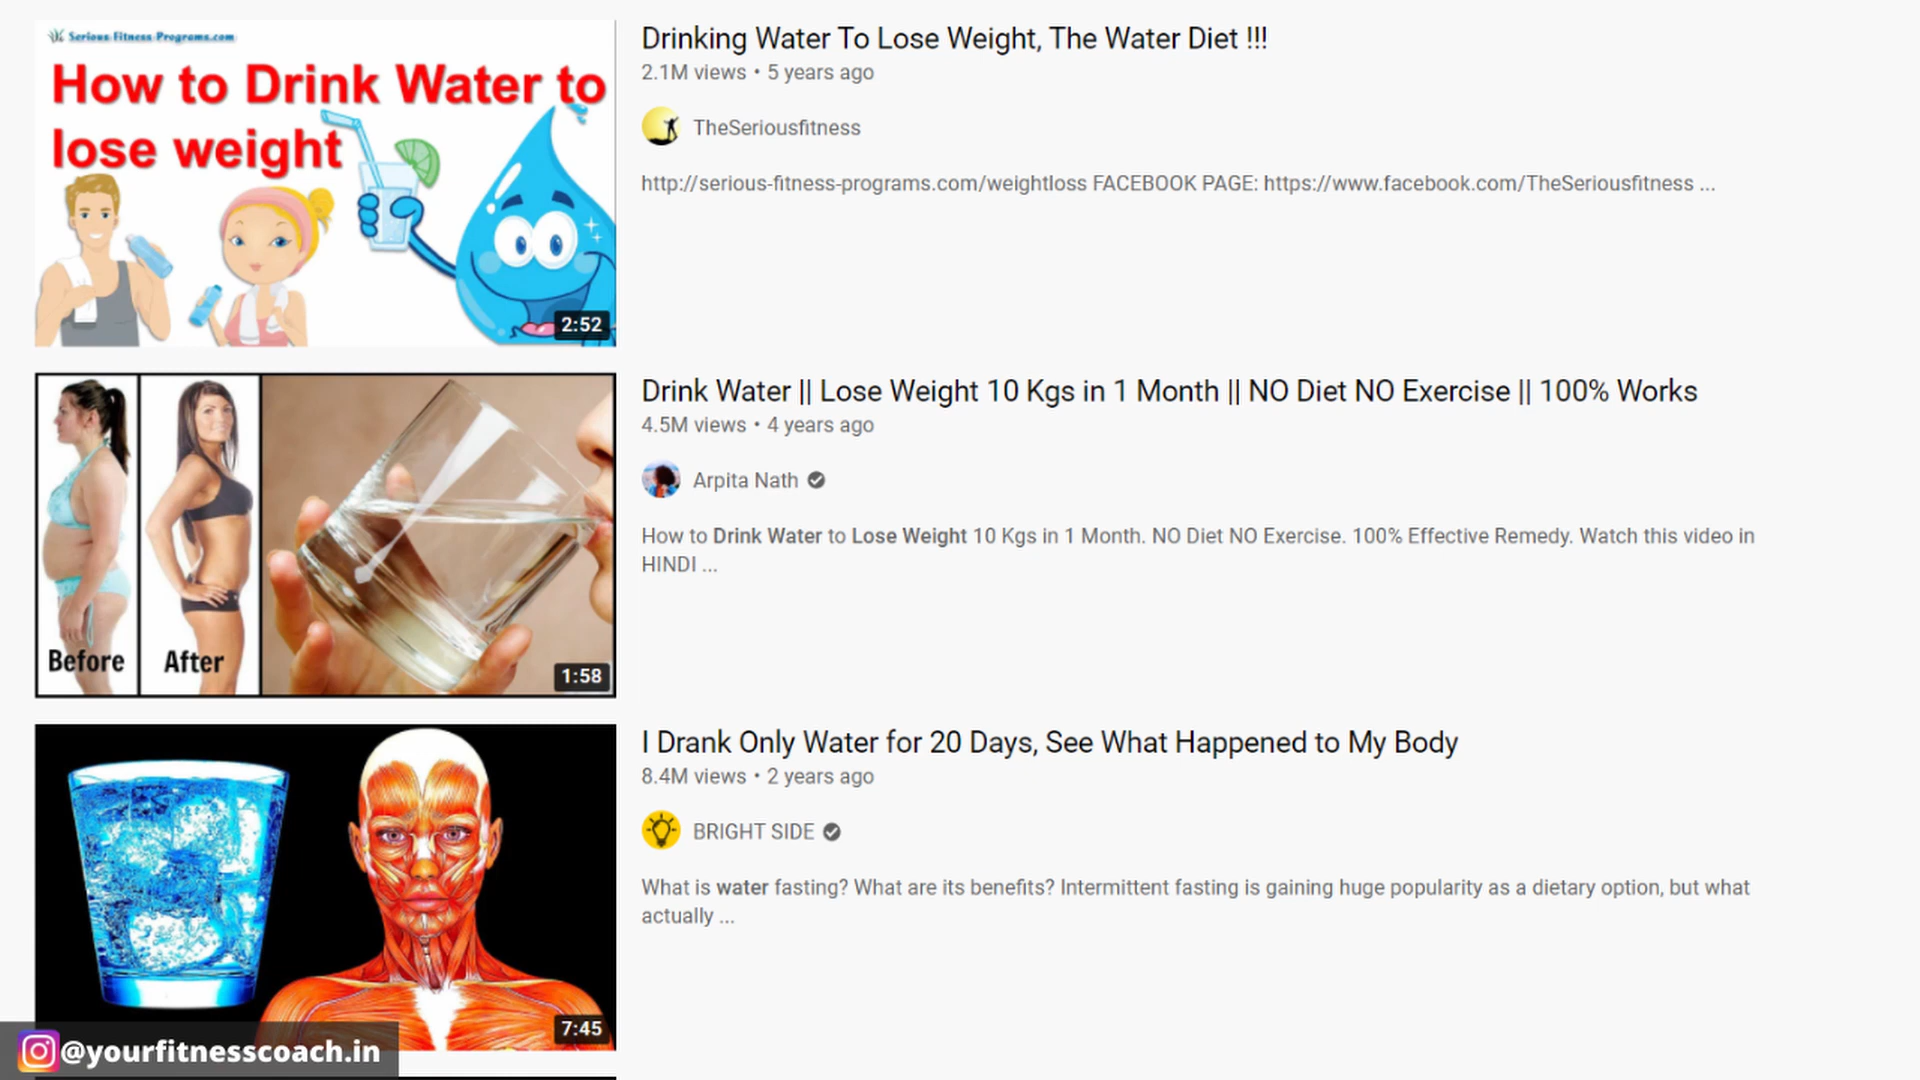 Serious-Fitness-Programs.com
How to Drink Water to
lose weight
2:52
Drinking Water To Lose Weight, The Water Diet !!!
2.1M views • 5 years ago
TheSeriousfitness
http://serious-fitness-programs.com/weightloss FACEBOOK PAGE: https://www.facebook.com/TheSeriousfitness ...
Before
After
1:58
Drink Water || Lose Weight 10 Kgs in 1 Month || NO Diet NO Exercise || 100% Works
4.5M views • 4 years ago
Arpita Nath
How to Drink Water to Lose Weight 10 Kgs in 1 Month. NO Diet NO Exercise. 100% Effective Remedy. Watch this video in
HINDI ...
7:45
I Drank Only Water for 20 Days, See What Happened to My Body
8.4M views • 2 years ago
BRIGHT SIDE
What is water fasting? What are its benefits? Intermittent fasting is gaining huge popularity as a dietary option, but what
actually ...
@yourfitnesscoach.in